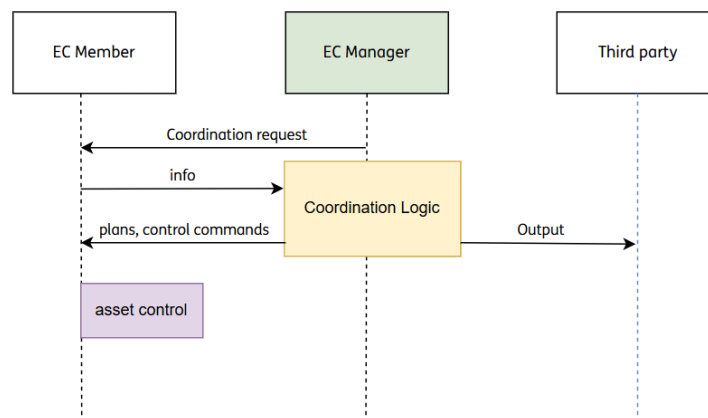 EC Member
EC Manager
Third party
Coordination request
info
Coordination Logic
plans, control commands
Output
asset control